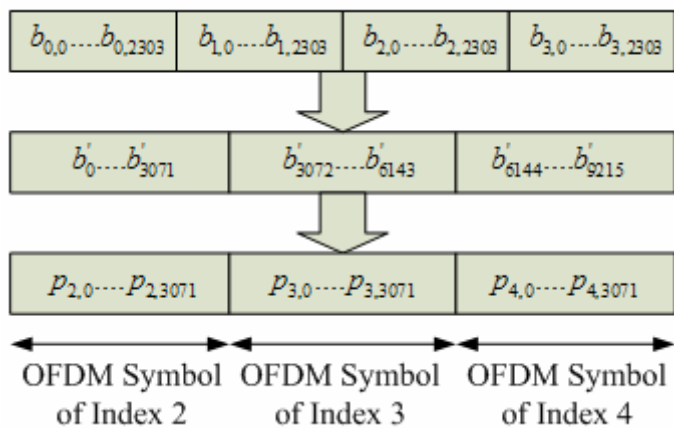 b0,0....b0,2303 b1,0....b1,2303 b2,0....b2,2303 b3,0....b3,2303
b'0....b'3071 b'3072....b'6143 b'6144....b'9215
p2,0....p2,3071 p3,0....p3,3071 p4,0....p4,3071
OFDM Symbol OFDM Symbol OFDM Symbol
of Index 2 of Index 3 of Index 4